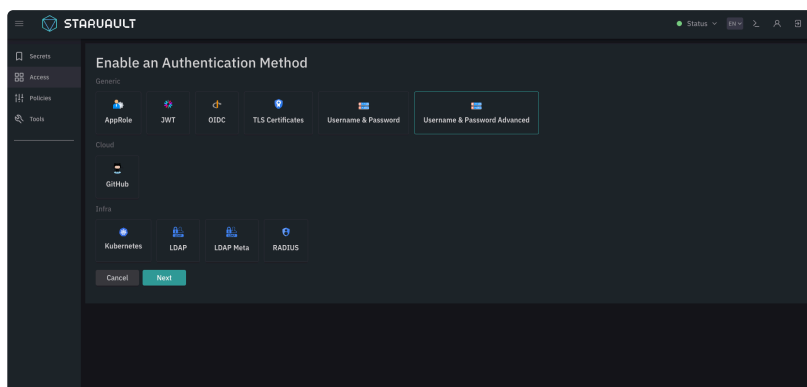 STARVAULT
Status
EN
Secrets
Access
Policies
Tools
Enable an Authentication Method
Generic
AppRole
JWT
OIDC
TLS Certificates
Username & Password
Username & Password Advanced
Cloud
GitHub
Infra
Kubernetes
LDAP
LDAP Meta
RADIUS
Cancel
Next